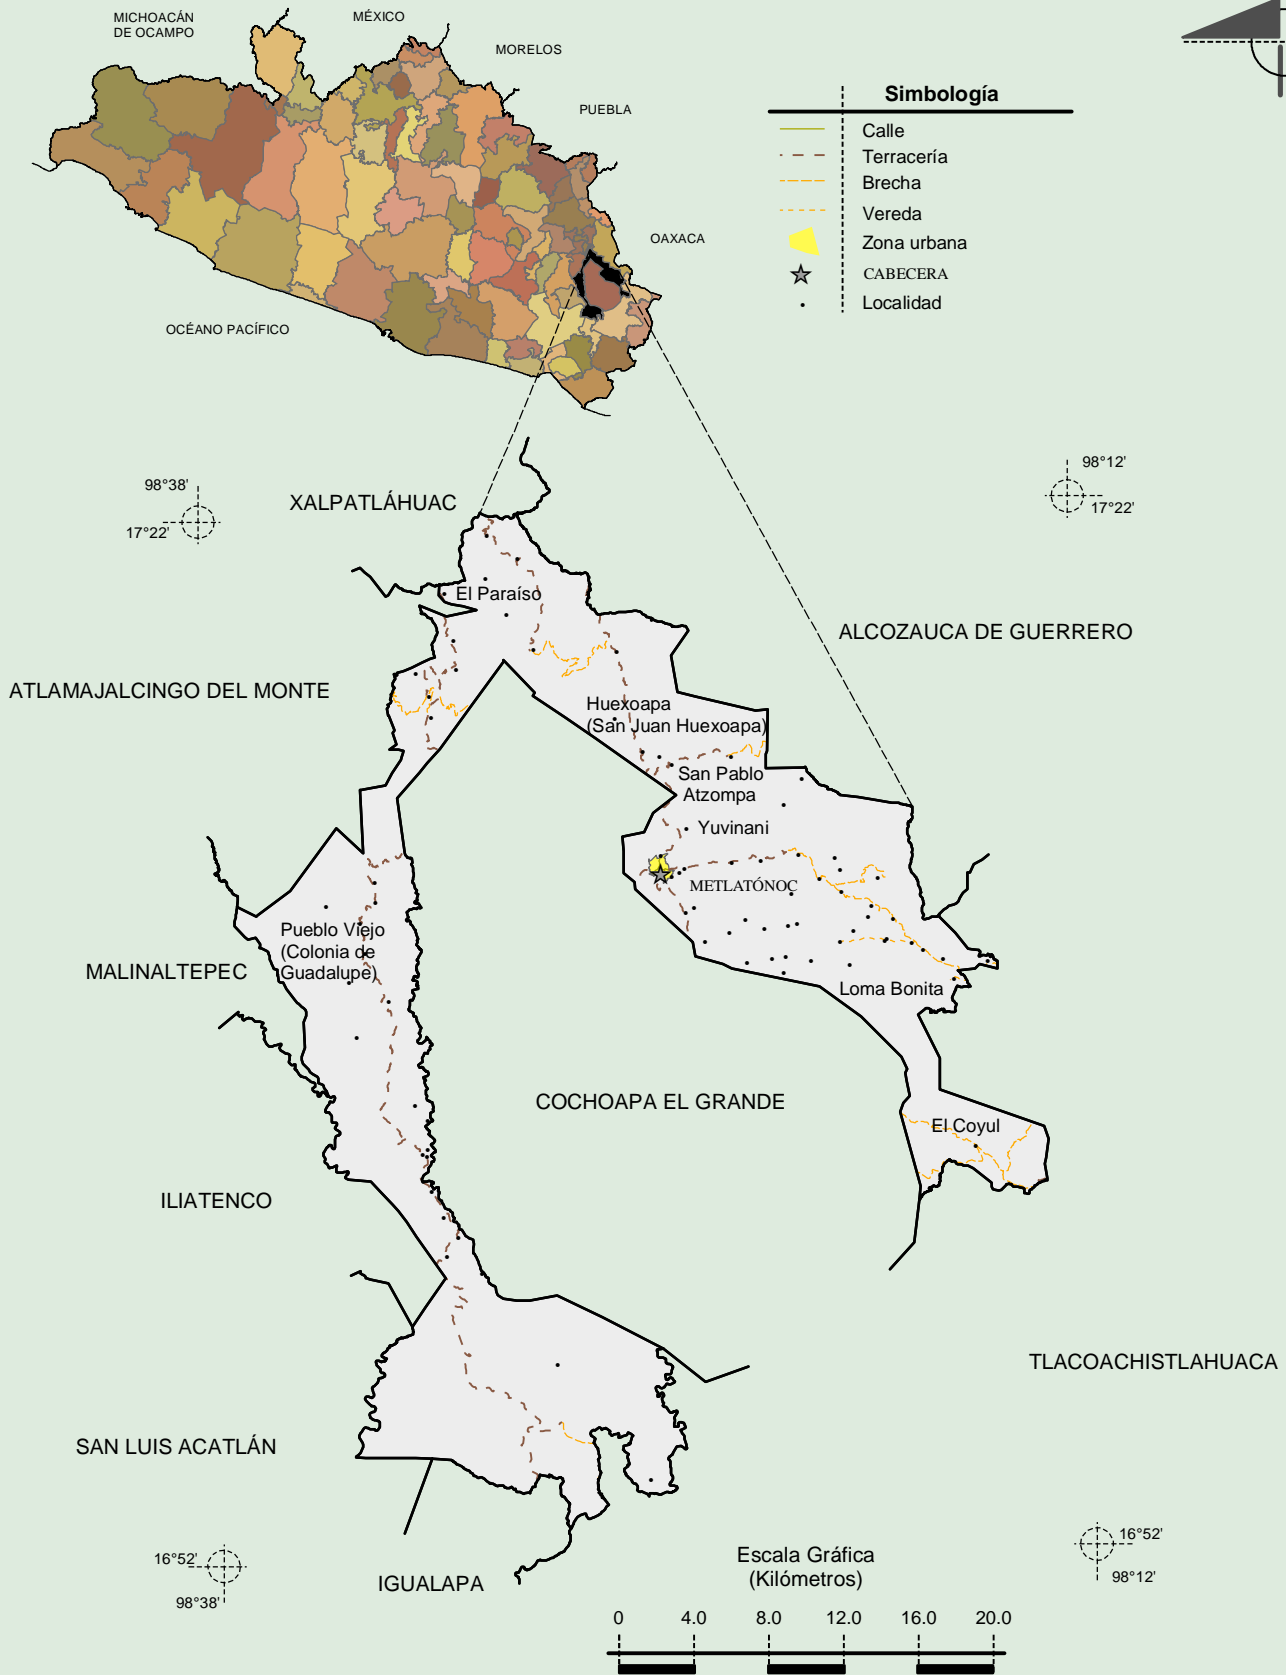 MICHOACÁN
DE OCAMPO
MÉXICO
MORELOS
PUEBLA
OAXACA
OCÉANO PACÍFICO
Simbología
Calle
Terracería
Brecha
Vereda
Zona urbana
CABECERA
Localidad
98°38'
17°22'
98°12'
17°22'
XALPATLÁHUAC
El Paraíso
ALCOZAUCA DE GUERRERO
ATLAMAJALCINGO DEL MONTE
Huexoapa
(San Juan Huexoapa)
San Pablo
Atzompa
Yuvinani
METLATÓNOC
Pueblo Viejo
(Colonia de
Guadalupe)
MALINALTEPEC
Loma Bonita
COCHOAPA EL GRANDE
El Coyul
ILIATENCO
TLACOACHISTLAHUACA
SAN LUIS ACATLÁN
IGUALAPA
16°52'
98°38'
16°52'
98°12'
Escala Gráfica
(Kilómetros)
0 4.0 8.0 12.0 16.0 20.0